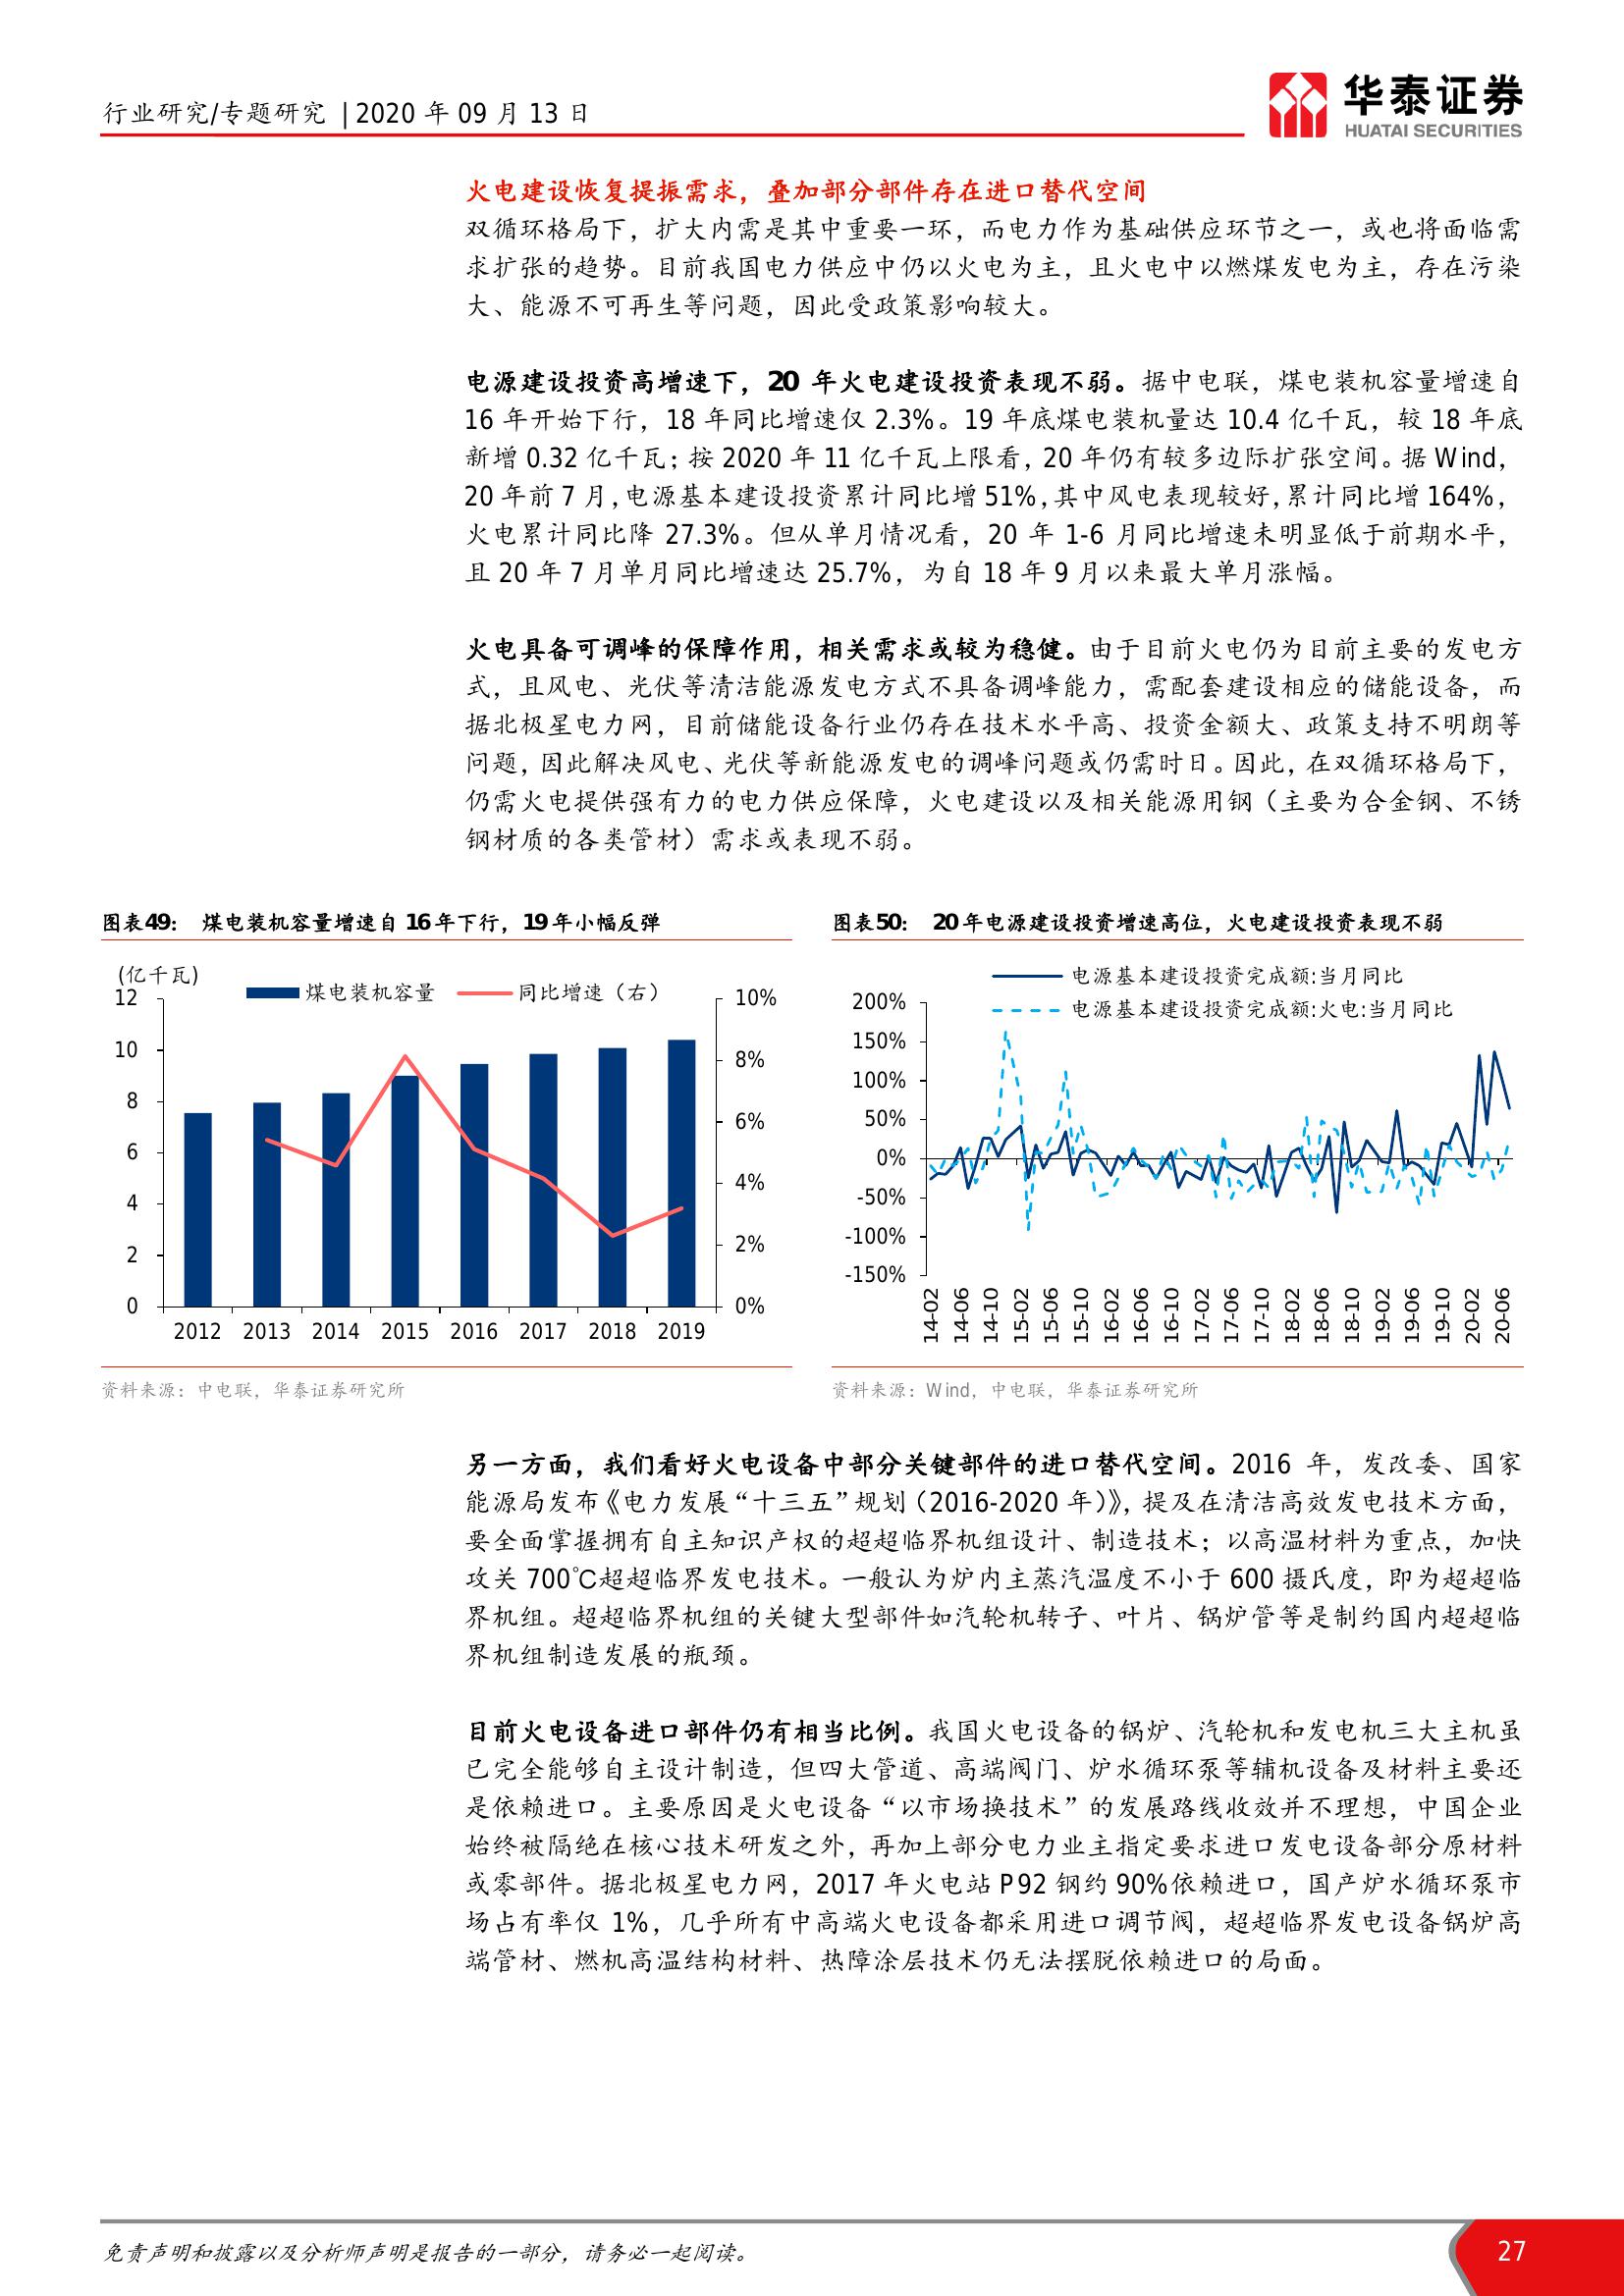 行业研究/专题研究 | 2020 年 09 月 13 日
华泰证券
HUATAI SECURITIES
火电建设恢复提振需求，叠加部分部件存在进口替代空间
双循环格局下，扩大内需是其中重要一环，而电力作为基础供应环节之一，或也将面临需
求扩张的趋势。目前我国电力供应中仍以火电为主，且火电中以燃煤发电为主，存在污染
大、能源不可再生等问题，因此受政策影响较大。
电源建设投资高增速下，20 年火电建设投资表现不弱。据中电联，煤电装机容量增速自
16 年开始下行，18 年同比增速仅 2.3%。19 年底煤电装机量达 10.4 亿千瓦，较 18 年底
新增 0.32 亿千瓦；按 2020 年 11 亿千瓦上限看，20 年仍有较多边际扩张空间。据 Wind，
20 年前 7 月，电源基本建设投资累计同比增 51%，其中风电表现较好，累计同比增 164%，
火电累计同比降 27.3%。但从单月情况看，20 年 1-6 月同比增速未明显低于前期水平，
且 20 年 7 月单月同比增速达 25.7%，为自 18 年 9 月以来最大单月涨幅。
火电具备可调峰的保障作用，相关需求或较为稳健。由于目前火电仍为目前主要的发电方
式，且风电、光伏等清洁能源发电方式不具备调峰能力，需配套建设相应的储能设备，而
据北极星电力网，目前储能设备行业仍存在技术水平高、投资金额大、政策支持不明朗等
问题，因此解决风电、光伏等新能源发电的调峰问题或仍需时日。因此，在双循环格局下，
仍需火电提供强有力的电力供应保障，火电建设以及相关能源用钢（主要为合金钢、不锈
钢材质的各类管材）需求或表现不弱。
图表49： 煤电装机容量增速自 16 年下行，19 年小幅反弹
(亿千瓦)
煤电装机容量 同比增速（右）
12
10
8
6
4
2
0
10%
8%
6%
4%
2%
0%
2012 2013 2014 2015 2016 2017 2018 2019
资料来源：中电联，华泰证券研究所
图表50： 20 年电源建设投资增速高位，火电建设投资表现不弱
电源基本建设投资完成额:当月同比
电源基本建设投资完成额:火电:当月同比
200%
150%
100%
50%
0%
-50%
-100%
-150%
14-02 14-06 14-10 15-02 15-06 15-10 16-02 16-06 16-10 17-02 17-06 17-10 18-02 18-06 18-10 19-02 19-06 19-10 20-02 20-06
资料来源：Wind，中电联，华泰证券研究所
另一方面，我们看好火电设备中部分关键部件的进口替代空间。2016 年，发改委、国家
能源局发布《电力发展“十三五”规划（2016-2020 年）》，提及在清洁高效发电技术方面，
要全面掌握拥有自主知识产权的超超临界机组设计、制造技术；以高温材料为重点，加快
攻关 700℃超超临界发电技术。一般认为炉内主蒸汽温度不小于 600 摄氏度，即为超超临
界机组。超超临界机组的关键大型部件如汽轮机转子、叶片、锅炉管等是制约国内超超临
界机组制造发展的瓶颈。
目前火电设备进口部件仍有相当比例。我国火电设备的锅炉、汽轮机和发电机三大主机虽
已完全能够自主设计制造，但四大管道、高端阀门、炉水循环泵等辅机设备及材料主要还
是依赖进口。主要原因是火电设备“以市场换技术”的发展路线收效并不理想，中国企业
始终被隔绝在核心技术研发之外，再加上部分电力业主指定要求进口发电设备部分原材料
或零部件。据北极星电力网，2017 年火电站 P92 钢约 90%依赖进口，国产炉水循环泵市
场占有率仅 1%，几乎所有中高端火电设备都采用进口调节阀，超超临界发电设备锅炉高
端管材、燃机高温结构材料、热障涂层技术仍无法摆脱依赖进口的局面。
免责声明和披露以及分析师声明是报告的一部分，请务必一起阅读。
27